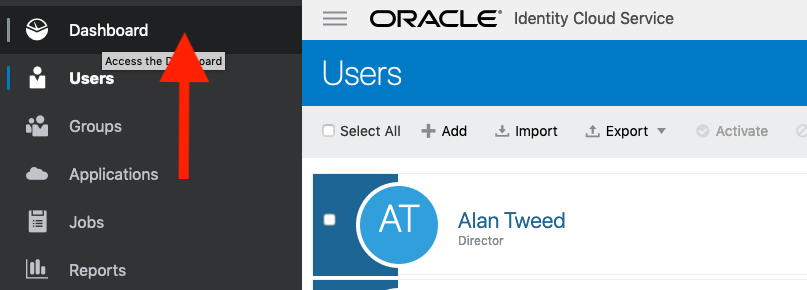 Dashboard
Access the D board
Users
Groups
Applications
Jobs
Reports
ORACLE Identity Cloud Service
Users
Select All Add Import Export Activate
AT
Alan Tweed
Director